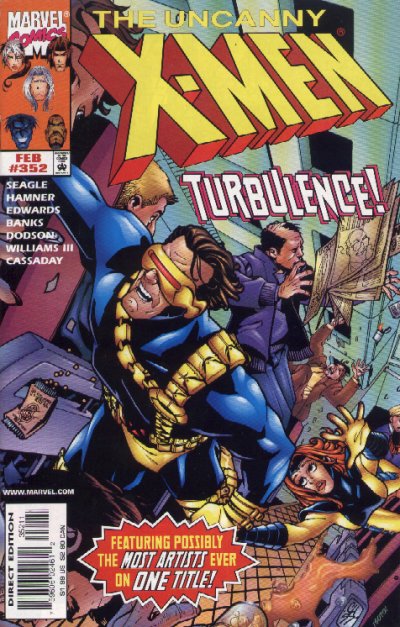 MARVEL
COMICS
THE UNCANNY
X-MEN
FEB
#352
SEAGLE
HAMNER
EDWARDS
BANKS
DODSON
WILLIAMS III
CASSADAY
TURBULENCE!
WWW.MARVEL.COM
DIRECT EDITION
$1.99 US $2.80 CAN
FEATURING POSSIBLY
THE MOST ARTISTS EVER
ON ONE TITLE!